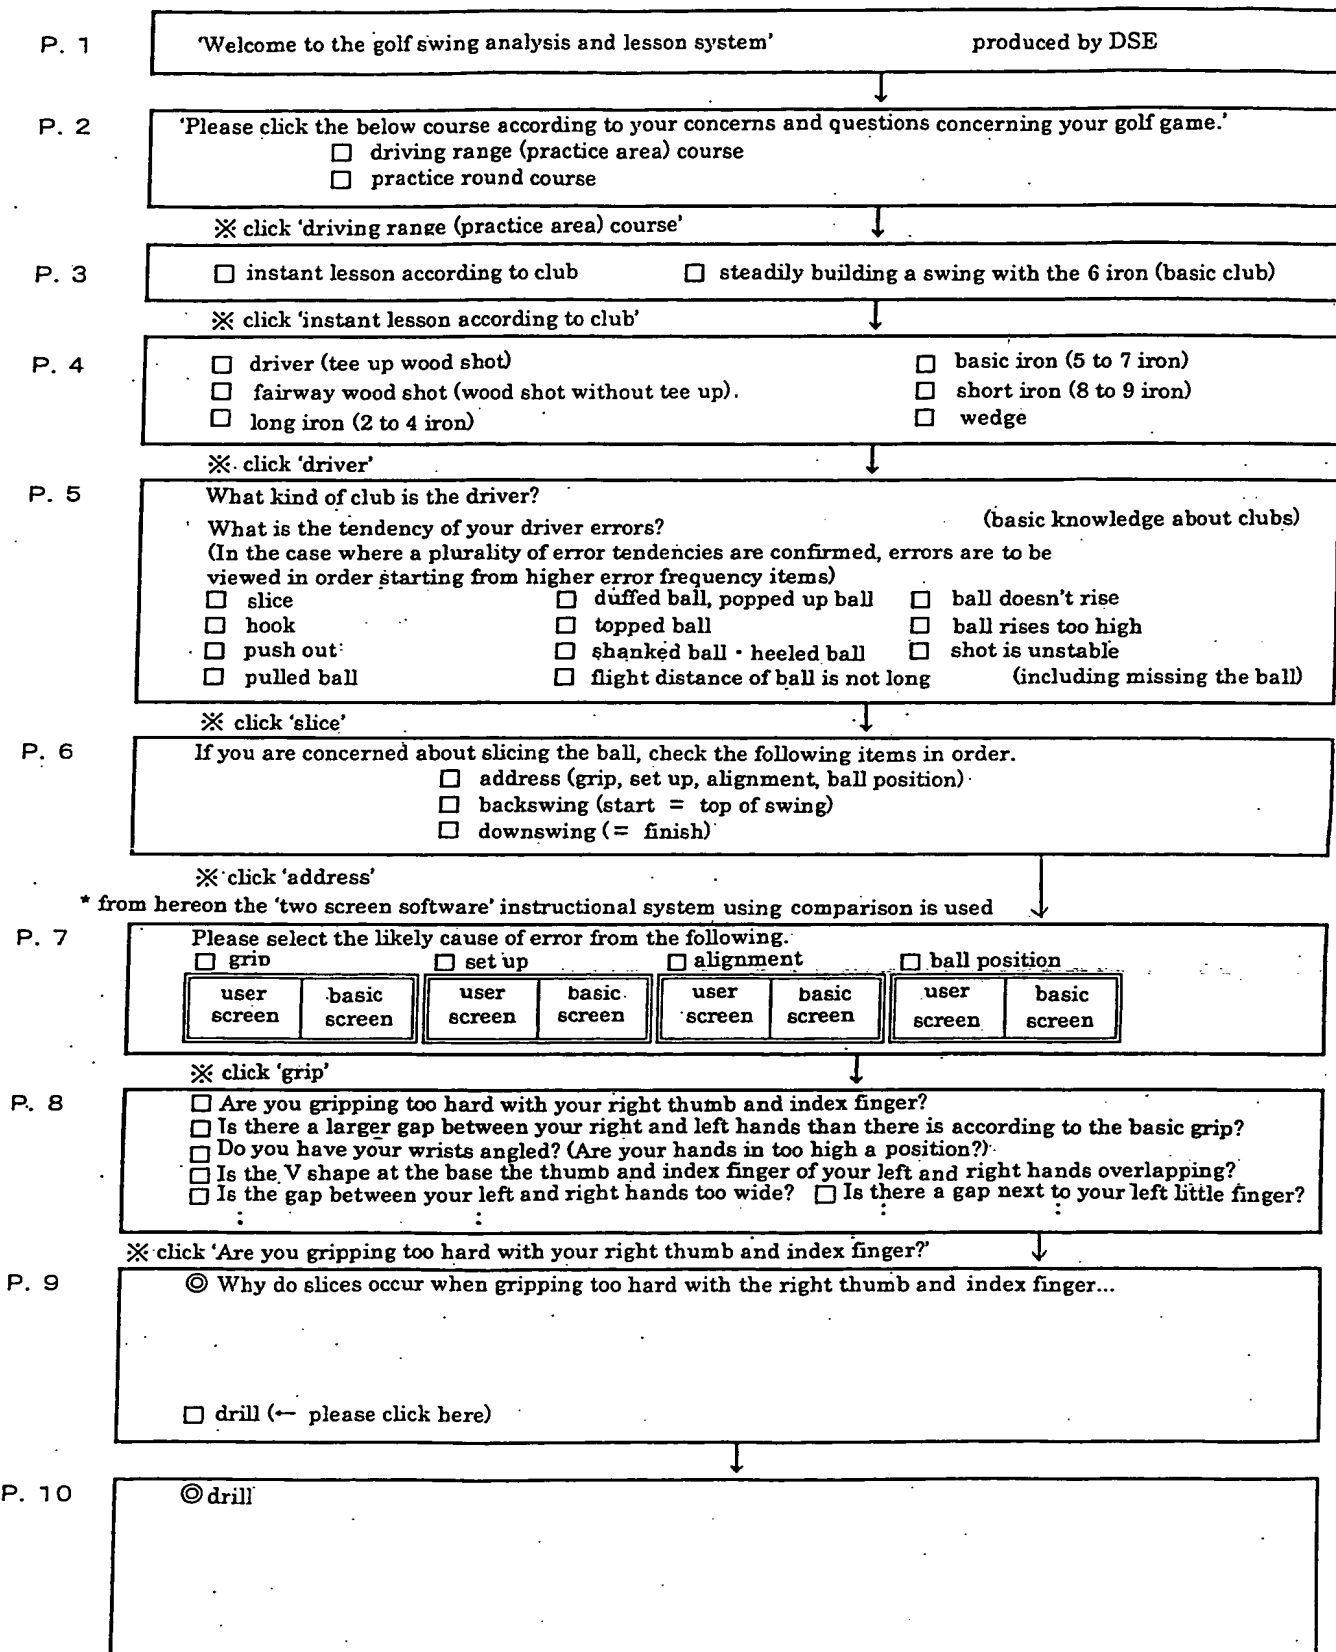 P. 1 'Welcome to the golf swing analysis and lesson system' produced by DSE
P. 2 'Please click the below course according to your concerns and questions concerning your golf game.'
□ driving range (practice area) course
□ practice round course
※ click 'driving range (practice area) course'
P. 3 □ instant lesson according to club □ steadily building a swing with the 6 iron (basic club)
※ click 'instant lesson according to club'
P. 4 □ driver (tee up wood shot) □ basic iron (5 to 7 iron)
□ fairway wood shot (wood shot without tee up). □ short iron (8 to 9 iron)
□ long iron (2 to 4 iron) □ wedge
※ click 'driver'
P. 5 What kind of club is the driver?
(basic knowledge about clubs)
What is the tendency of your driver errors?
(In the case where a plurality of error tendencies are confirmed, errors are to be
viewed in order starting from higher error frequency items)
□ slice □ duffed ball, popped up ball □ ball doesn't rise
□ hook □ topped ball □ ball rises too high
□ push out □ shanked ball · heeled ball □ shot is unstable
□ pulled ball □ flight distance of ball is not long (including missing the ball)
※ click 'slice'
P. 6 If you are concerned about slicing the ball, check the following items in order.
□ address (grip, set up, alignment, ball position)
□ backswing (start = top of swing)
□ downswing (= finish)
※ click 'address'
* from hereon the 'two screen software' instructional system using comparison is used
P. 7 Please select the likely cause of error from the following.
□ grip □ set up □ alignment □ ball position
user basic user basic user basic user basic
screen screen screen screen screen screen screen screen
※ click 'grip'
P. 8 □ Are you gripping too hard with your right thumb and index finger?
□ Is there a larger gap between your right and left hands than there is according to the basic grip?
□ Do you have your wrists angled? (Are your hands in too high a position?)
□ Is the V shape at the base the thumb and index finger of your left and right hands overlapping?
□ Is the gap between your left and right hands too wide? □ Is there a gap next to your left little finger?
: : : :
※ click 'Are you gripping too hard with your right thumb and index finger?'
P. 9 ◎ Why do slices occur when gripping too hard with the right thumb and index finger...
□ drill (← please click here)
P. 10 ◎ drill